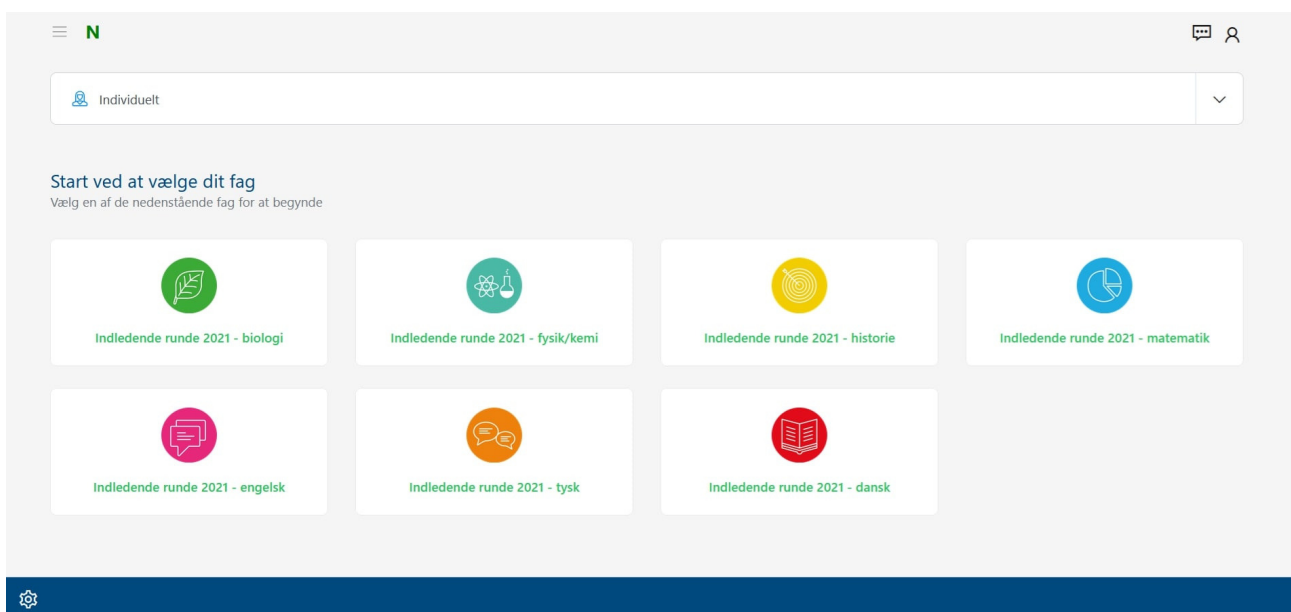 N
Individuelt
Start ved at vælge dit fag
Vælg en af de nedenstående fag for at begynde
Indledende runde 2021 - biologi
Indledende runde 2021 - fysik/kemi
Indledende runde 2021 - historie
Indledende runde 2021 - matematik
Indledende runde 2021 - engelsk
Indledende runde 2021 - tysk
Indledende runde 2021 - dansk